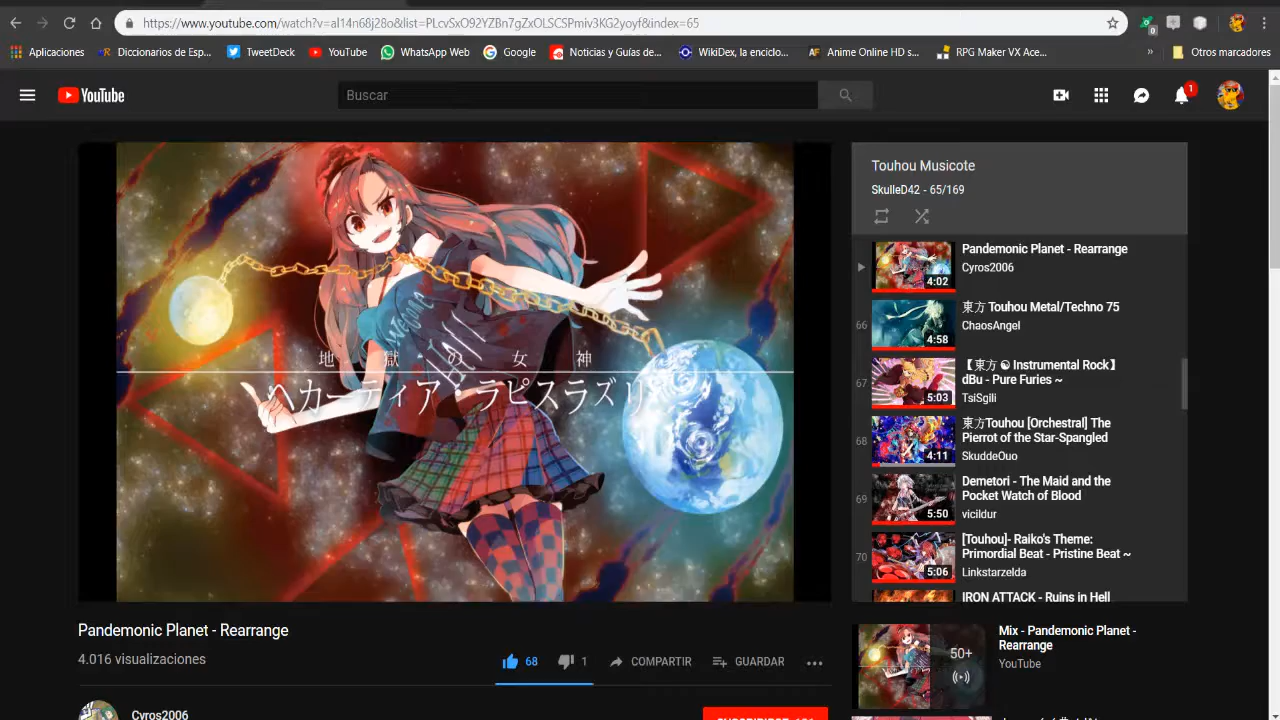 https://www.youtube.com/watch?v=al14n68j28o&list=PLcvSxO92YZBn7gZxOLSCSPmiv3KG2yoyf&index=65
0
Aplicaciones
Diccionarios de Esp...
TweetDeck
YouTube
WhatsApp Web
Google
Noticias y Guías de...
WikiDex, la enciclo...
AF Anime Online HD s...
RPG Maker VX Ace...
»
Otros marcadores
YouTube
Buscar
1
地獄の女神
ヘカーティア・ラピスラズリ
Touhou Musicote
SkulleD42 - 65/169
Pandemonic Planet - Rearrange
Cyros2006
4:02
66
東方 Touhou Metal/Techno 75
ChaosAngel
4:58
67
【東方 ☯ Instrumental Rock】
dBu - Pure Furies ~
TsiSgili
5:03
68
東方Touhou [Orchestral] The
Pierrot of the Star-Spangled
SkuddeOuo
4:11
69
Demetori - The Maid and the
Pocket Watch of Blood
vicildur
5:50
70
[Touhou]- Raiko's Theme:
Primordial Beat - Pristine Beat ~
Linkstarzelda
5:06
IRON ATTACK - Ruins in Hell
Pandemonic Planet - Rearrange
4.016 visualizaciones
68
1
COMPARTIR
GUARDAR
Cyros2006
Mix - Pandemonic Planet -
Rearrange
YouTube
50+